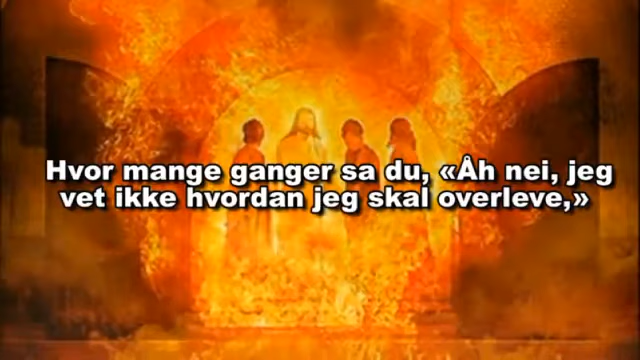 Hvor mange ganger sa du, «Åh nei, jeg
vet ikke hvordan jeg skal overleve,»